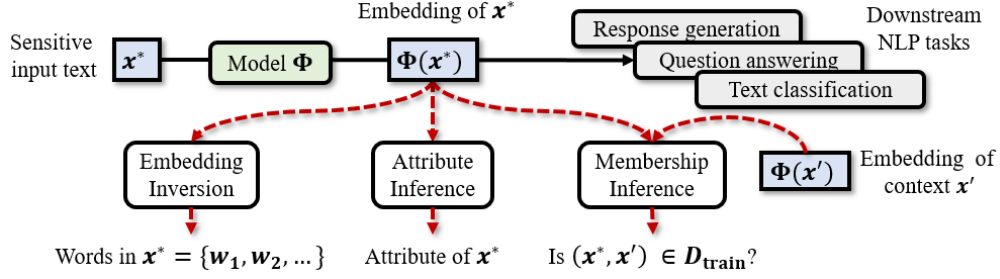 Embedding of x*
Sensitive
input text
x*
Model Φ
Φ(x*)
Response generation
Question answering
Text classification
Downstream
NLP tasks
Embedding
Inversion
Attribute
Inference
Membership
Inference
Φ(x′)
Embedding of
context x′
Words in x* = {w₁, w₂, …}
Attribute of x*
Is (x*, x′) ∈ D_train?